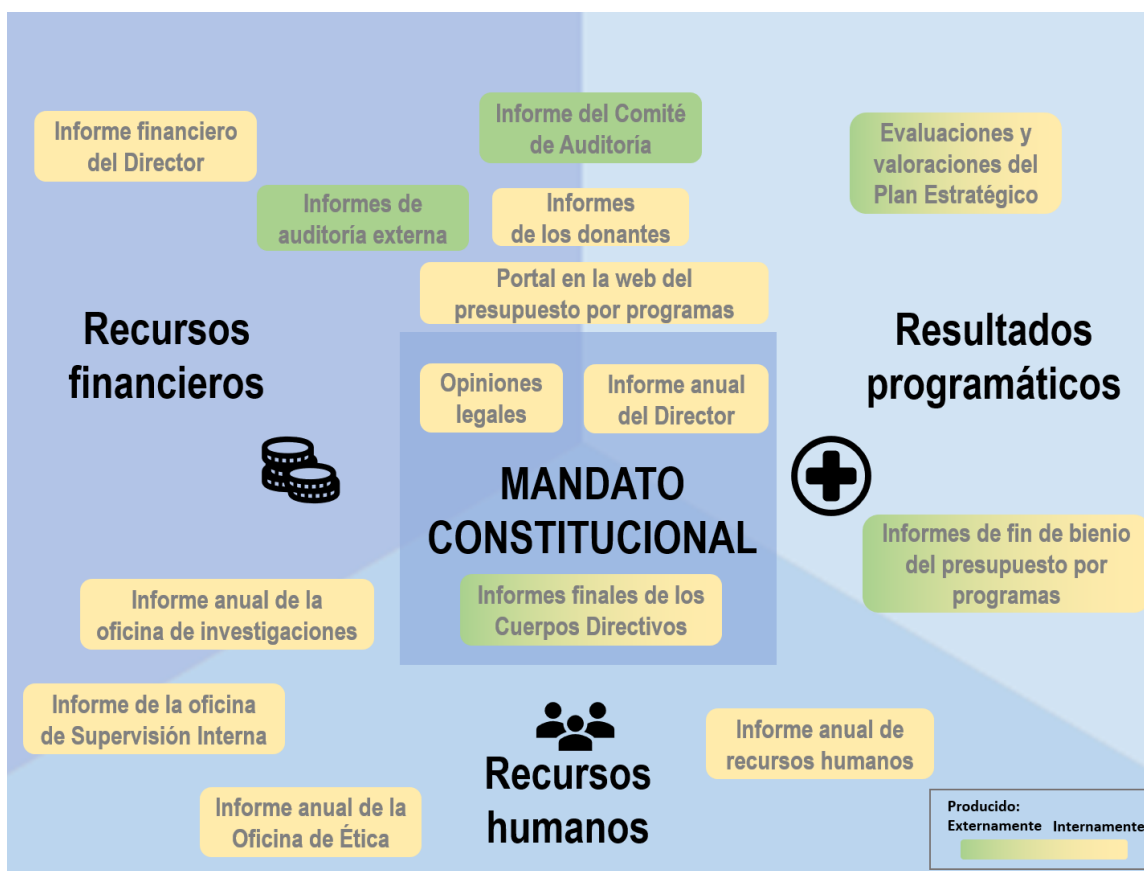 Informe del Comité
de Auditoría
Informe financiero
del Director
Evaluaciones y
valoraciones del
Plan Estratégico
Informes de
auditoría externa
Informes
de los donantes
Portal en la web del
presupuesto por programas
Recursos
financieros
Resultados
programáticos
Opiniones
legales
Informe anual
del Director
MANDATO
CONSTITUCIONAL
Informes de fin de bienio
del presupuesto por
programas
Informe anual de la
oficina de investigaciones
Informes finales de los
Cuerpos Directivos
Informe de la oficina
de Supervisión Interna
Informe anual de
recursos humanos
Recursos
humanos
Informe anual de la
Oficina de Ética
Producido:
Externamente Internamente